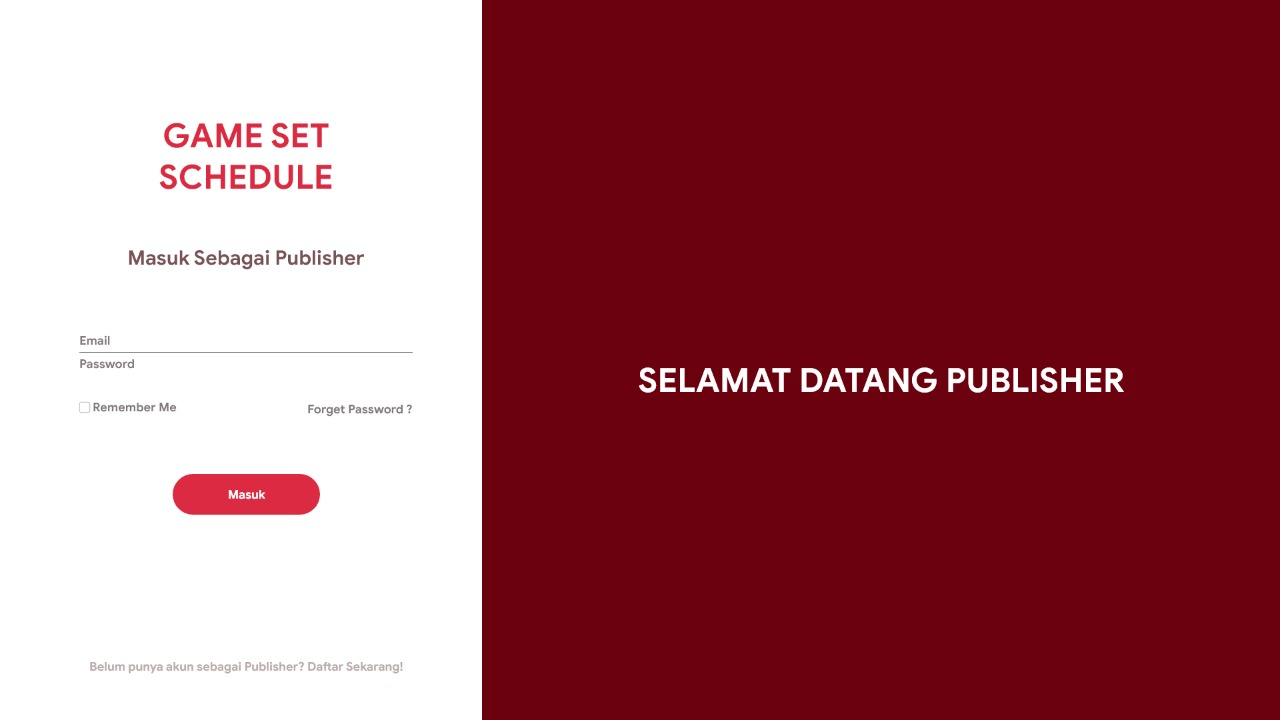 GAME SET
SCHEDULE
Masuk Sebagai Publisher
Email
Password
Remember Me
Forget Password ?
Masuk
Belum punya akun sebagai Publisher? Daftar Sekarang!
SELAMAT DATANG PUBLISHER